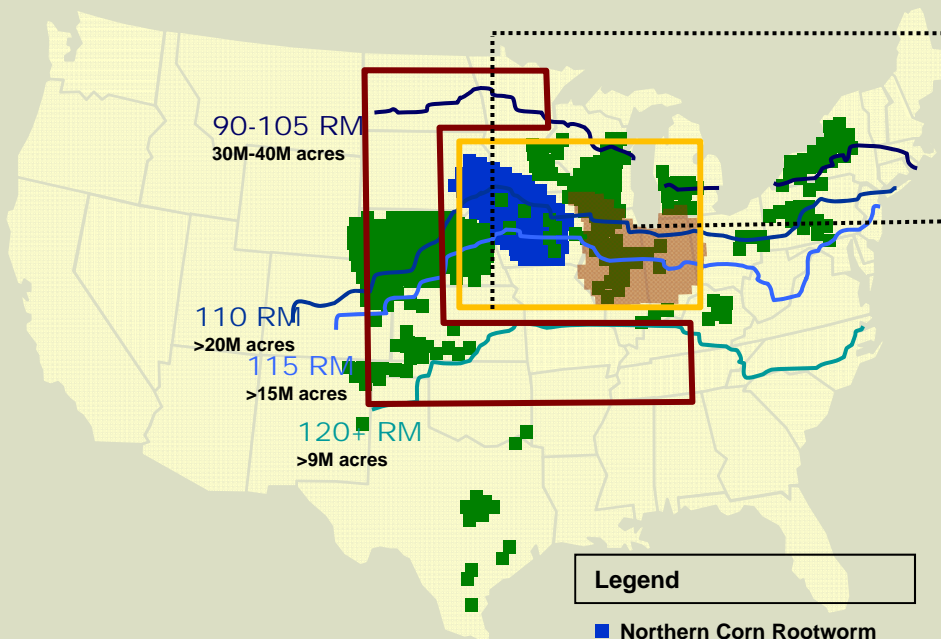 90-105 RM
30M-40M acres
110 RM
>20M acres
115 RM
>15M acres
120+ RM
>9M acres
Legend
Northern Corn Rootworm